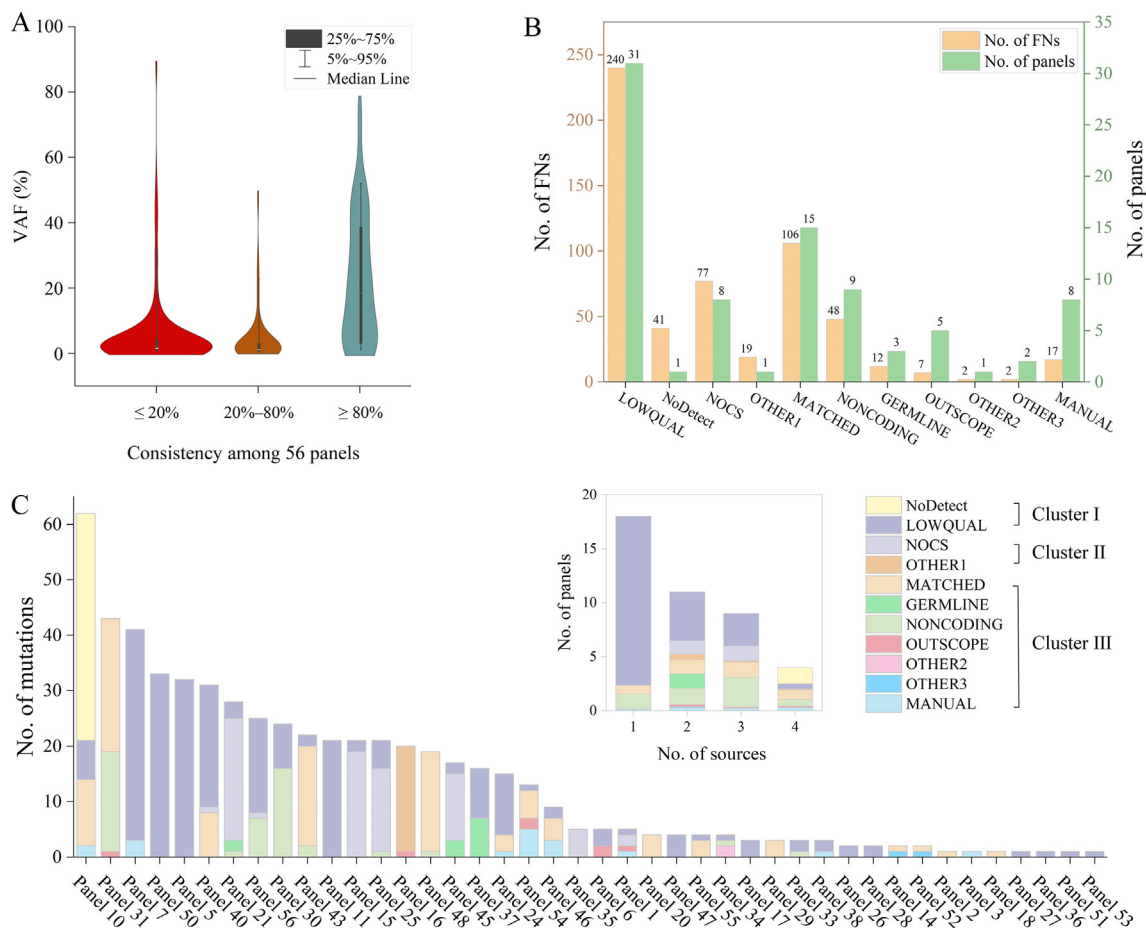 A
100
80
60
40
20
0
VAF (%)
25%~75%
5%~95%
Median Line
≤ 20%
20%–80%
≥ 80%
Consistency among 56 panels
B
No. of FNs
No. of panels
250
200
150
100
50
0
No. of FNs
35
30
25
20
15
10
5
0
No. of panels
240
31
41
1
77
8
19
1
106
15
48
9
12
3
7
5
2
1
2
2
17
8
LOWQUAL
NoDetect
NOCS
OTHER1
MATCHED
NONCODING
GERMLINE
OUTSCOPE
OTHER2
OTHER3
MANUAL
C
60
50
40
30
20
10
0
No. of mutations
20
15
10
5
0
No. of panels
1
2
3
4
No. of sources
NoDetect
LOWQUAL
Cluster I
NOCS
OTHER1
Cluster II
MATCHED
GERMLINE
NONCODING
OUTSCOPE
OTHER2
OTHER3
MANUAL
Cluster III
Panel 10
Panel 31
Panel 7
Panel 50
Panel 5
Panel 40
Panel 21
Panel 56
Panel 30
Panel 43
Panel 11
Panel 15
Panel 25
Panel 16
Panel 48
Panel 45
Panel 37
Panel 24
Panel 54
Panel 46
Panel 6
Panel 1
Panel 20
Panel 47
Panel 55
Panel 34
Panel 17
Panel 29
Panel 33
Panel 38
Panel 26
Panel 28
Panel 14
Panel 52
Panel 2
Panel 3
Panel 18
Panel 27
Panel 36
Panel 51
Panel 53